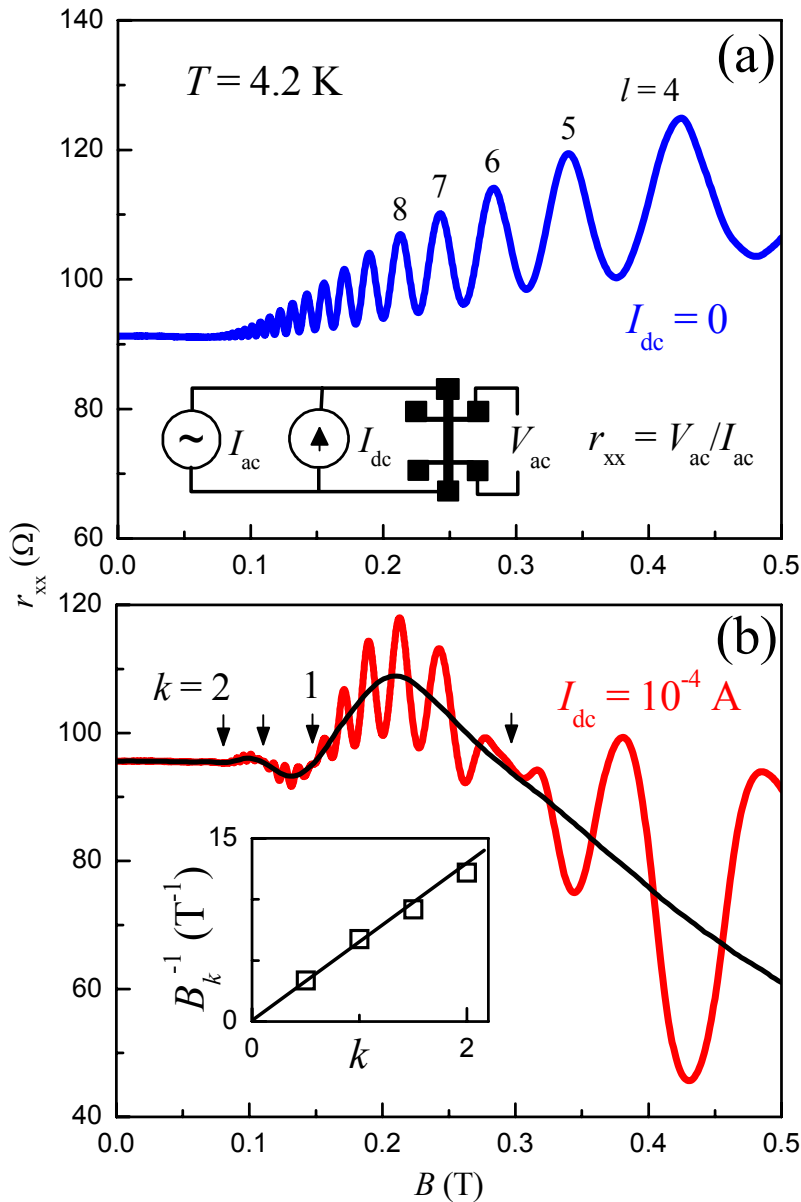 140
(a)
T = 4.2 K
l = 4
120
5
6
7
8
100
I_dc = 0
80
~ I_ac I_dc V_ac r_xx = V_ac/I_ac
60
0.0 0.1 0.2 0.3 0.4 0.5
r_xx (Ω)
120
(b)
k = 2 1
I_dc = 10^-4 A
100
80
15
B_k^-1 (T^-1)
0
0 k 2
60
40
0.0 0.1 0.2 0.3 0.4 0.5
B (T)